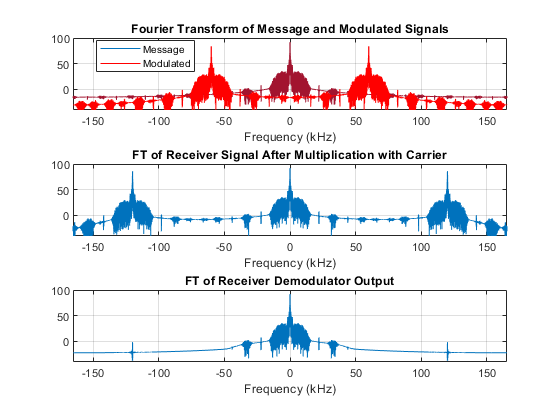 Fourier Transform of Message and Modulated Signals
100
50
0
Message
Modulated
-150 -100 -50 0 50 100 150
Frequency (kHz)
FT of Receiver Signal After Multiplication with Carrier
100
50
0
-150 -100 -50 0 50 100 150
Frequency (kHz)
FT of Receiver Demodulator Output
100
50
0
-150 -100 -50 0 50 100 150
Frequency (kHz)